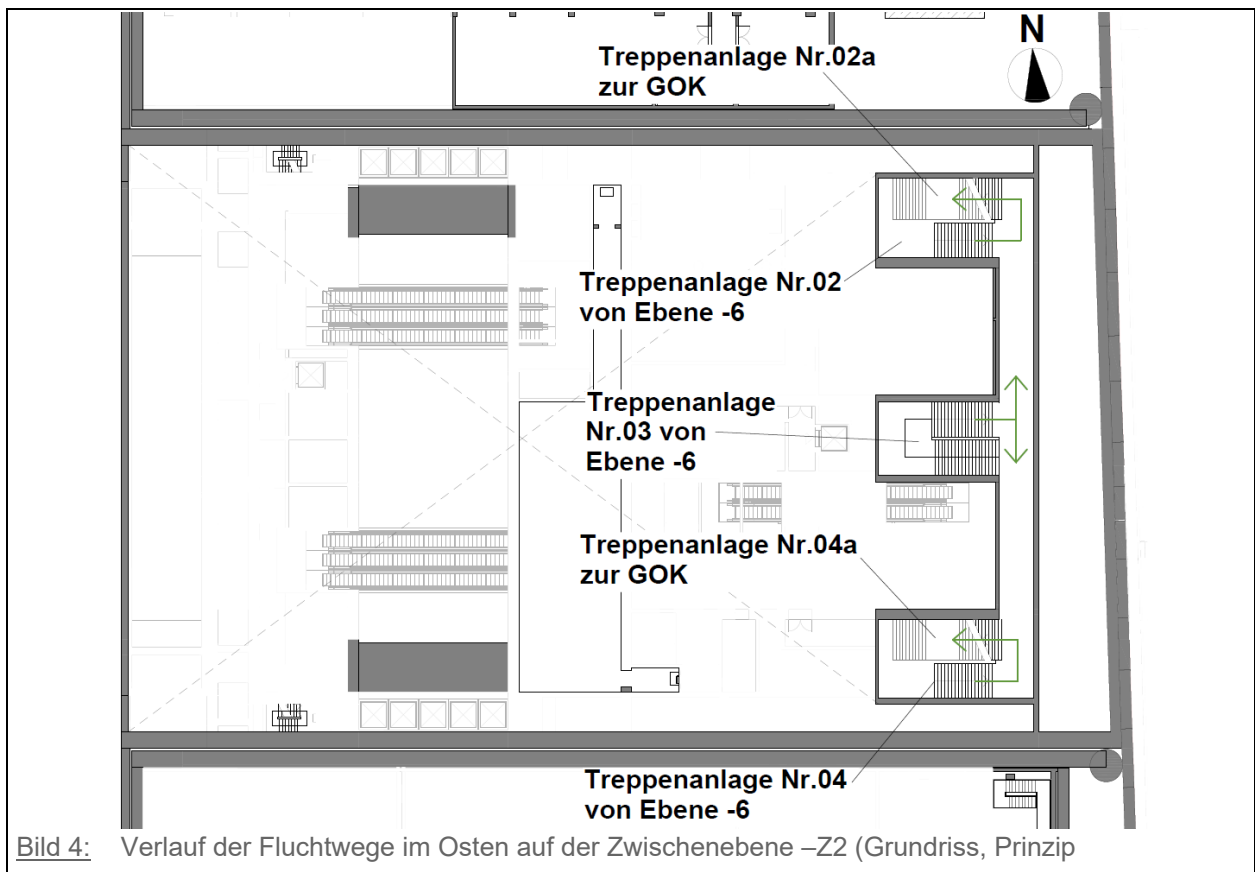 N
Treppenanlage Nr.02a
zur GOK
Treppenanlage Nr.02
von Ebene -6
Treppenanlage
Nr.03 von
Ebene -6
Treppenanlage Nr.04a
zur GOK
Treppenanlage Nr.04
von Ebene -6
Bild 4: Verlauf der Fluchtwege im Osten auf der Zwischenebene –Z2 (Grundriss, Prinzip